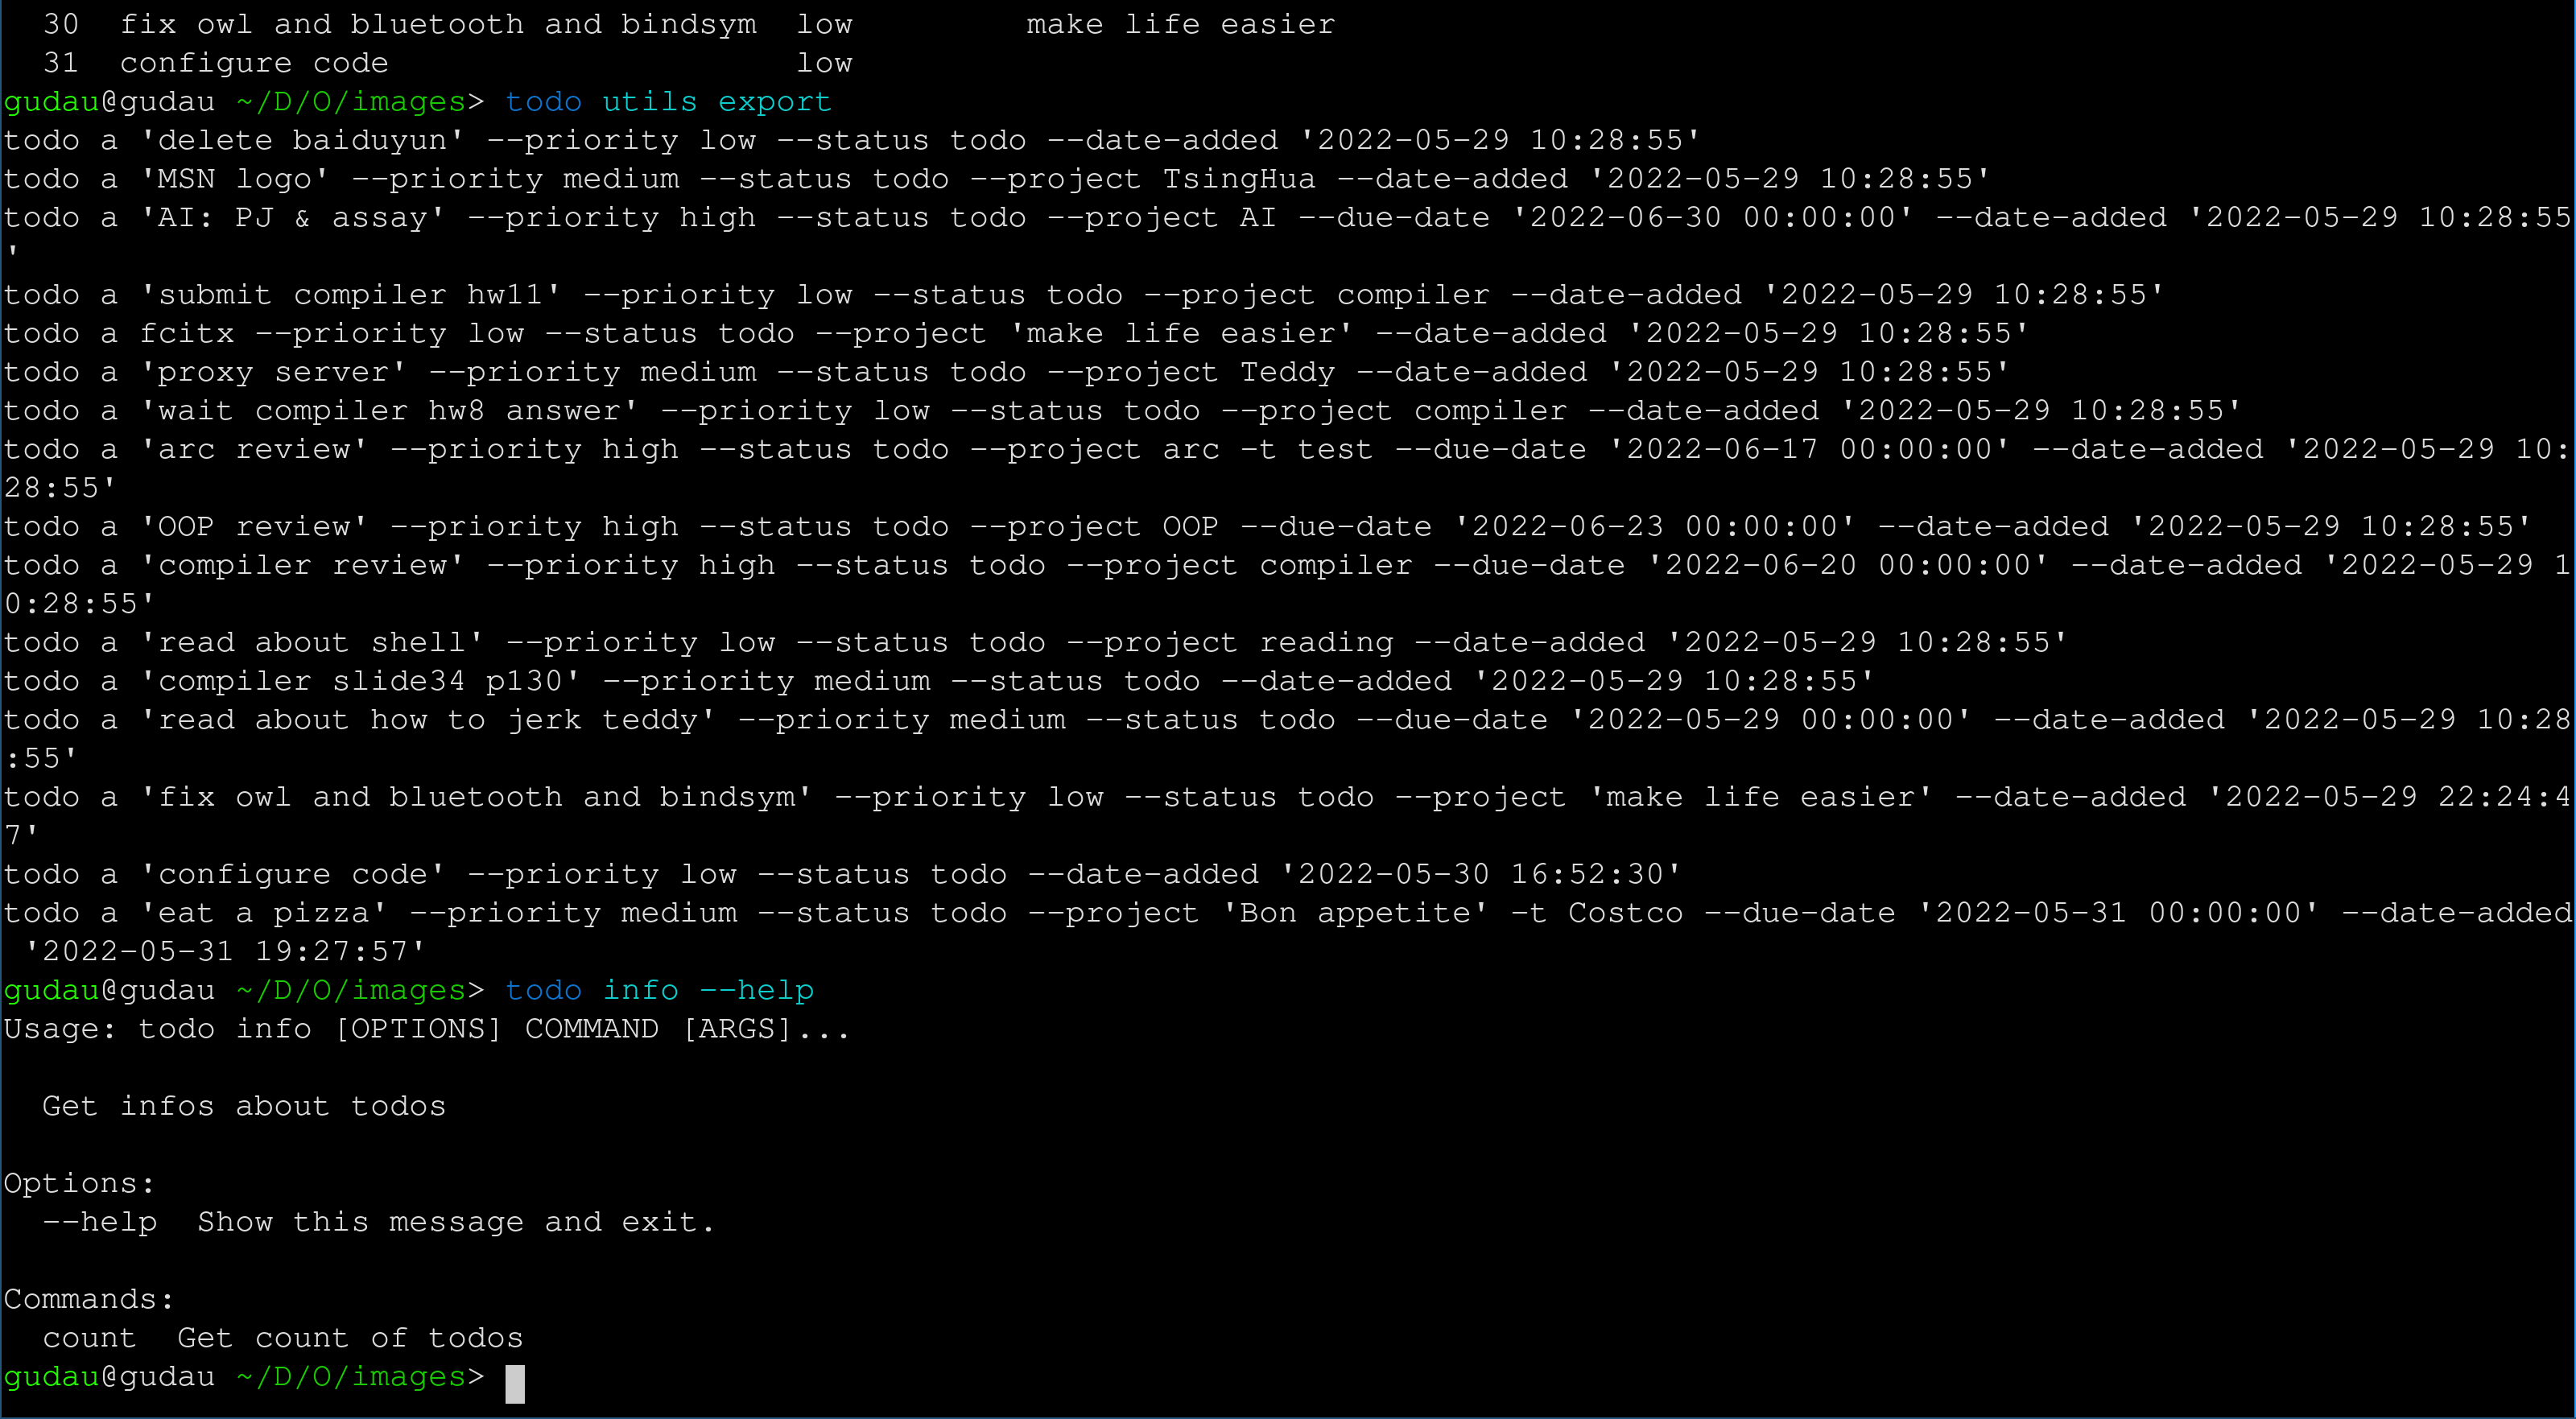 30  fix owl and bluetooth and bindsym  low         make life easier
31  configure code                     low
gudau@gudau ~/D/O/images> todo utils export
todo a 'delete baiduyun' --priority low --status todo --date-added '2022-05-29 10:28:55'
todo a 'MSN logo' --priority medium --status todo --project TsingHua --date-added '2022-05-29 10:28:55'
todo a 'AI: PJ & assay' --priority high --status todo --project AI --due-date '2022-06-30 00:00:00' --date-added '2022-05-29 10:28:55
'
todo a 'submit compiler hw11' --priority low --status todo --project compiler --date-added '2022-05-29 10:28:55'
todo a fcitx --priority low --status todo --project 'make life easier' --date-added '2022-05-29 10:28:55'
todo a 'proxy server' --priority medium --status todo --project Teddy --date-added '2022-05-29 10:28:55'
todo a 'wait compiler hw8 answer' --priority low --status todo --project compiler --date-added '2022-05-29 10:28:55'
todo a 'arc review' --priority high --status todo --project arc -t test --due-date '2022-06-17 00:00:00' --date-added '2022-05-29 10:
28:55'
todo a 'OOP review' --priority high --status todo --project OOP --due-date '2022-06-23 00:00:00' --date-added '2022-05-29 10:28:55'
todo a 'compiler review' --priority high --status todo --project compiler --due-date '2022-06-20 00:00:00' --date-added '2022-05-29 1
0:28:55'
todo a 'read about shell' --priority low --status todo --project reading --date-added '2022-05-29 10:28:55'
todo a 'compiler slide34 p130' --priority medium --status todo --date-added '2022-05-29 10:28:55'
todo a 'read about how to jerk teddy' --priority medium --status todo --due-date '2022-05-29 00:00:00' --date-added '2022-05-29 10:28
:55'
todo a 'fix owl and bluetooth and bindsym' --priority low --status todo --project 'make life easier' --date-added '2022-05-29 22:24:4
7'
todo a 'configure code' --priority low --status todo --date-added '2022-05-30 16:52:30'
todo a 'eat a pizza' --priority medium --status todo --project 'Bon appetite' -t Costco --due-date '2022-05-31 00:00:00' --date-added
'2022-05-31 19:27:57'
gudau@gudau ~/D/O/images> todo info --help
Usage: todo info [OPTIONS] COMMAND [ARGS]...
Get infos about todos
Options:
--help  Show this message and exit.
Commands:
count  Get count of todos
gudau@gudau ~/D/O/images>